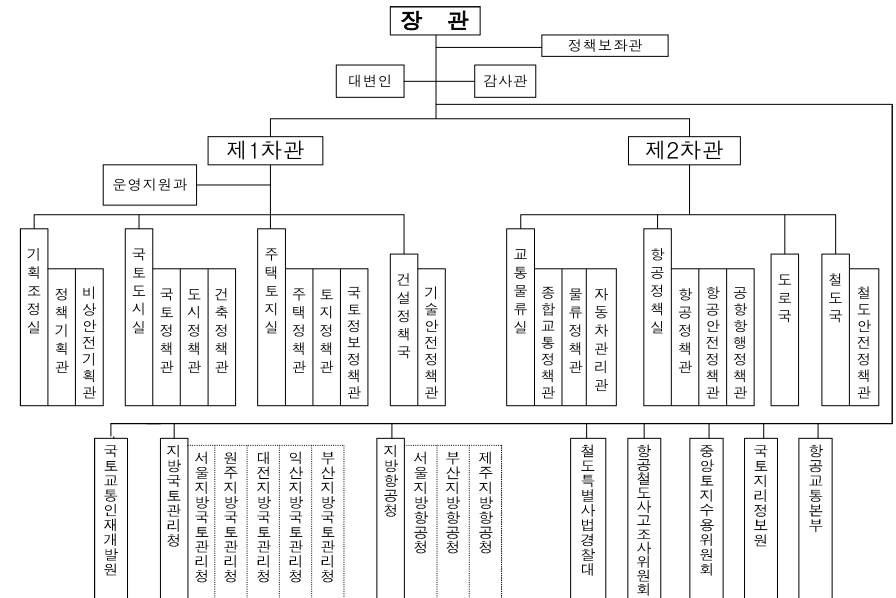 장 관
정책보좌관
대변인
감사관
제1차관
제2차관
운영지원과
기획조정실
정책기획관
비상안전기획관
국토도시실
국토정책관
도시정책관
건축정책관
주택토지실
주택정책관
토지정책관
국토정보정책관
건설정책국
기술안전정책관
교통물류실
종합교통정책관
물류정책관
자동차관리관
항공정책실
항공정책관
항공안전정책관
공항항행정책관
도로국
철도국
철도안전정책관
국토교통인재개발원
지방국토관리청
서울지방국토관리청
원주지방국토관리청
대전지방국토관리청
익산지방국토관리청
부산지방국토관리청
지방항공청
서울지방항공청
부산지방항공청
제주지방항공청
철도특별사법경찰대
항공철도사고조사위원회
중앙토지수용위원회
국토지리정보원
항공교통본부